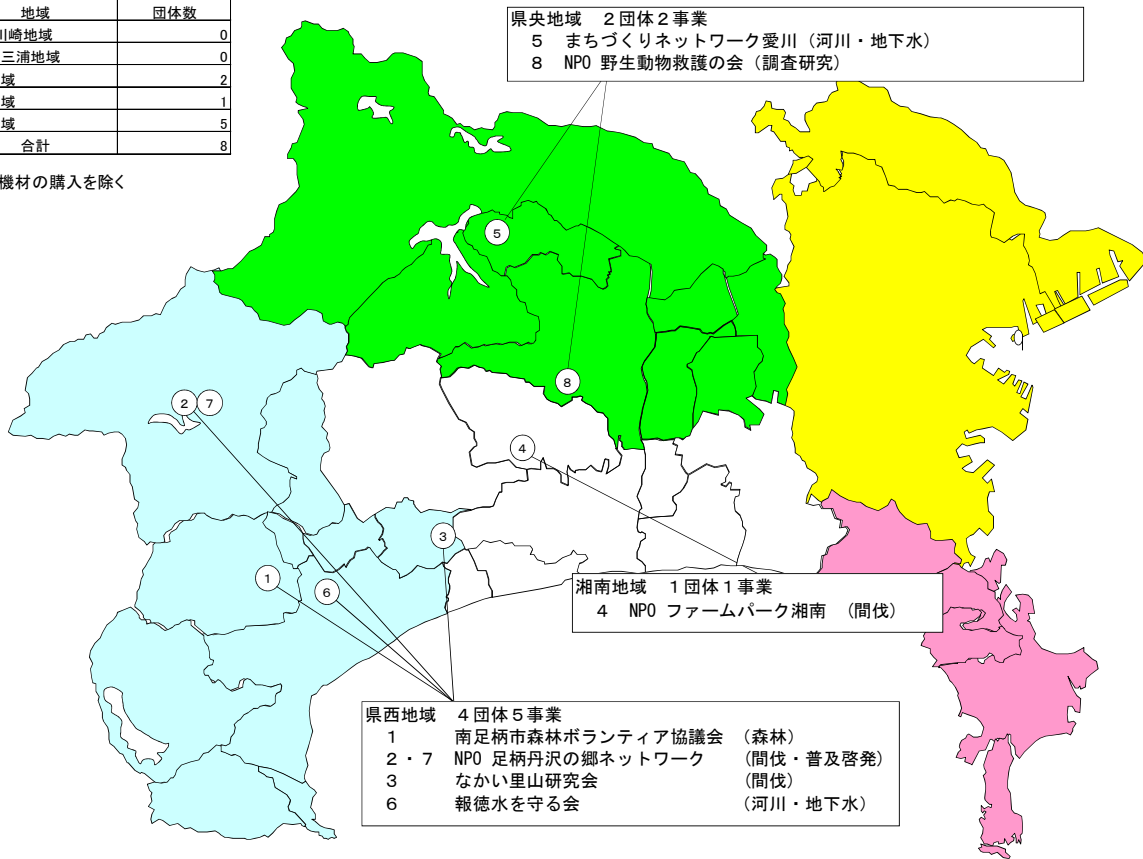 地域 団体数
川崎地域 0
三浦地域 0
域 2
域 1
域 5
合計 8
機材の購入を除く
県央地域 2団体2事業
5 まちづくりネットワーク愛川（河川・地下水）
8 NPO 野生動物救護の会（調査研究）
5
8
2 7
4
3
1
6
湘南地域 1団体1事業
4 NPO ファームパーク湘南 （間伐）
県西地域 4団体5事業
1 南足柄市森林ボランティア協議会 （森林）
2・7 NPO 足柄丹沢の郷ネットワーク （間伐・普及啓発）
3 なかい里山研究会 （間伐）
6 報徳水を守る会 （河川・地下水）